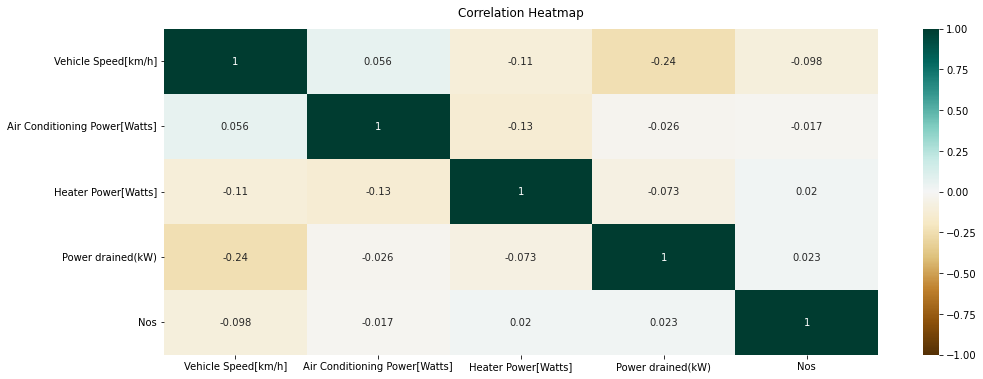 Correlation Heatmap
Vehicle Speed[km/h] 1 0.056 -0.11 -0.24 -0.098
Air Conditioning Power[Watts] 0.056 1 -0.13 -0.026 -0.017
Heater Power[Watts] -0.11 -0.13 1 -0.073 0.02
Power drained(kW) -0.24 -0.026 -0.073 1 0.023
Nos -0.098 -0.017 0.02 0.023 1
Vehicle Speed[km/h] Air Conditioning Power[Watts] Heater Power[Watts] Power drained(kW) Nos
1.00
0.75
0.50
0.25
0.00
−0.25
−0.50
−0.75
−1.00